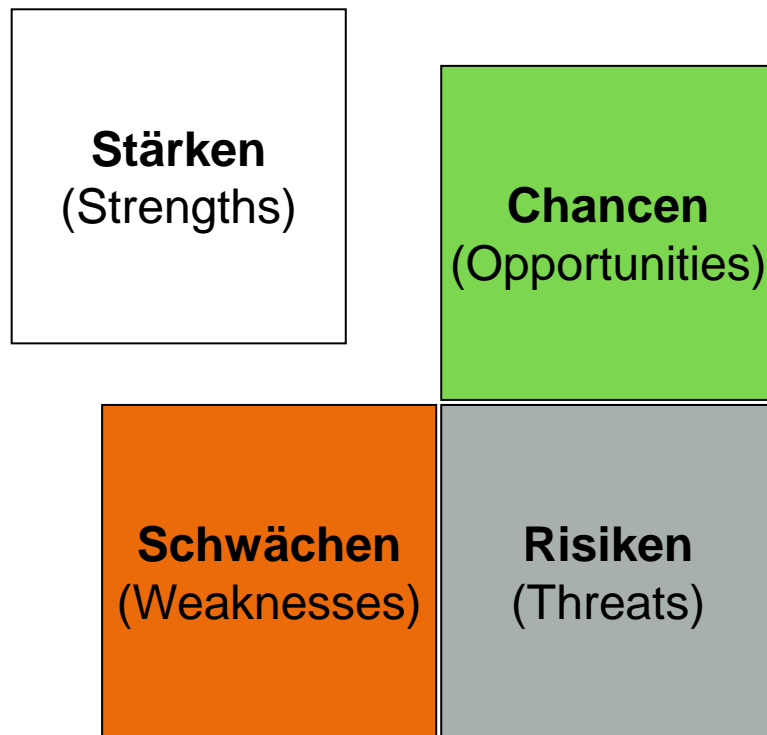 Stärken
(Strengths)
Chancen
(Opportunities)
Schwächen
(Weaknesses)
Risiken
(Threats)